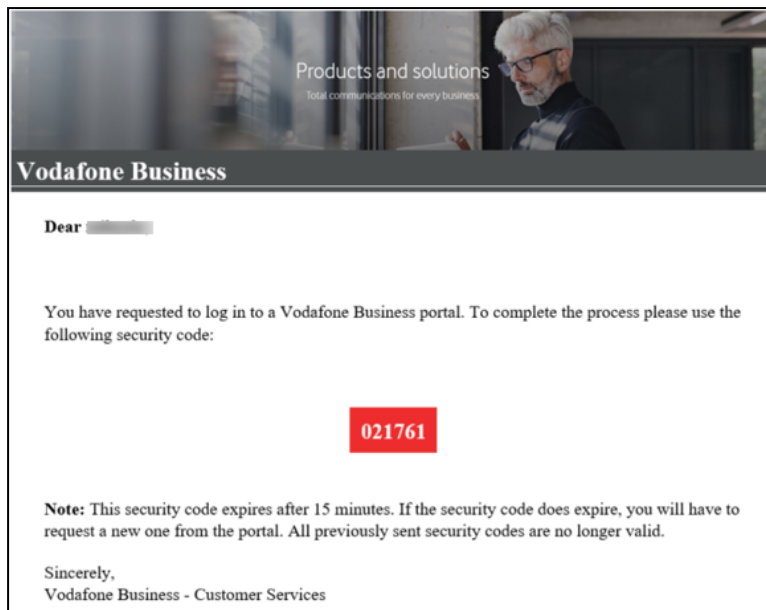 Products and solutions
Total communications for every business
Vodafone Business
Dear
You have requested to log in to a Vodafone Business portal. To complete the process please use the
following security code:
021761
Note: This security code expires after 15 minutes. If the security code does expire, you will have to
request a new one from the portal. All previously sent security codes are no longer valid.
Sincerely,
Vodafone Business - Customer Services